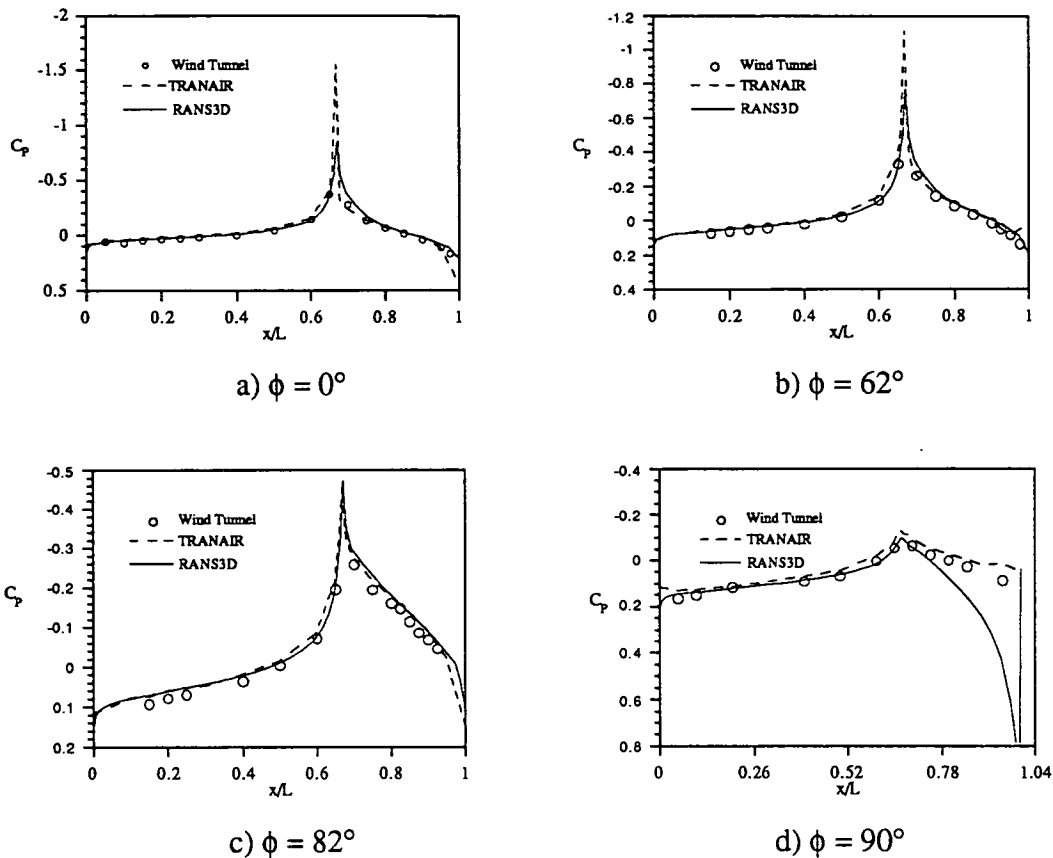 -2
-1.5
-1
-0.5
0
0.5
C_P
Wind Tunnel
TRANAIR
RANS3D
0 0.2 0.4 0.6 0.8 1
x/L
a) ϕ = 0°
-1.2
-1
-0.8
-0.6
-0.4
-0.2
0
0.2
0.4
C_P
Wind Tunnel
TRANAIR
RANS3D
0 0.2 0.4 0.6 0.8 1
x/L
b) ϕ = 62°
-0.5
-0.4
-0.3
-0.2
-0.1
0
0.1
0.2
C_P
Wind Tunnel
TRANAIR
RANS3D
0 0.2 0.4 0.6 0.8 1
x/L
c) ϕ = 82°
-0.4
-0.2
0
0.2
0.4
0.6
0.8
C_P
Wind Tunnel
TRANAIR
RANS3D
0 0.26 0.52 0.78 1.04
x/L
d) ϕ = 90°